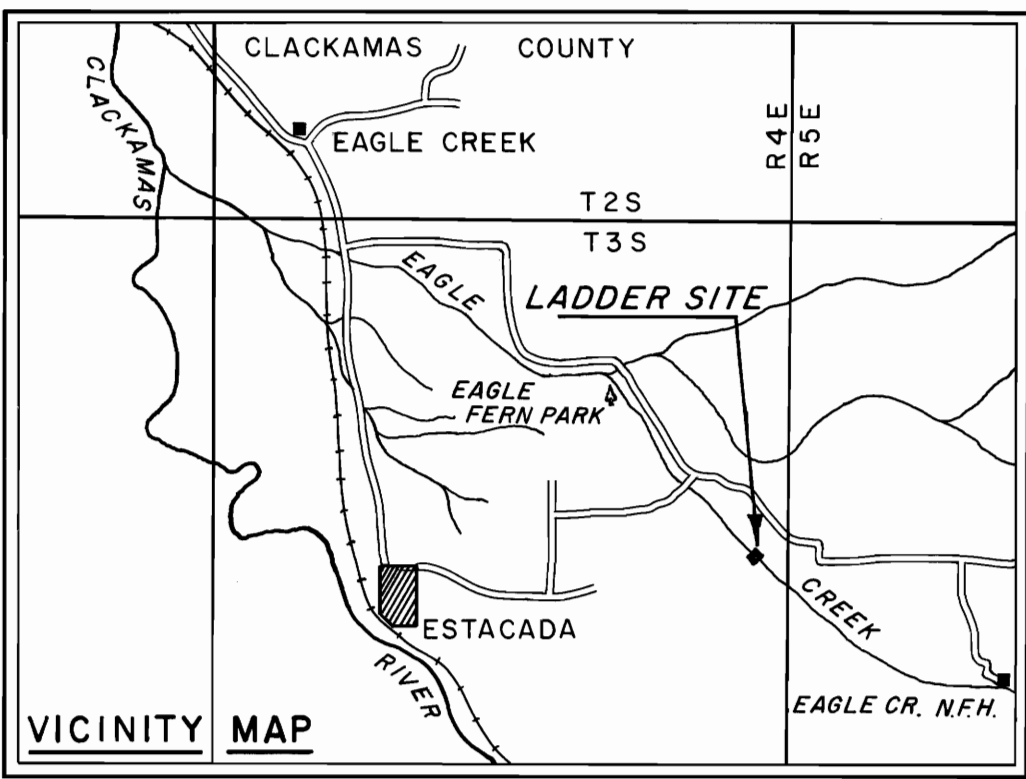 CLACKAMAS COUNTY
CLACKAMAS
EAGLE CREEK
R4E
R5E
T2S
T3S
EAGLE
LADDER SITE
EAGLE
FERN PARK
CREEK
ESTACADA
RIVER
EAGLE CR. N.F.H.
VICINITY MAP